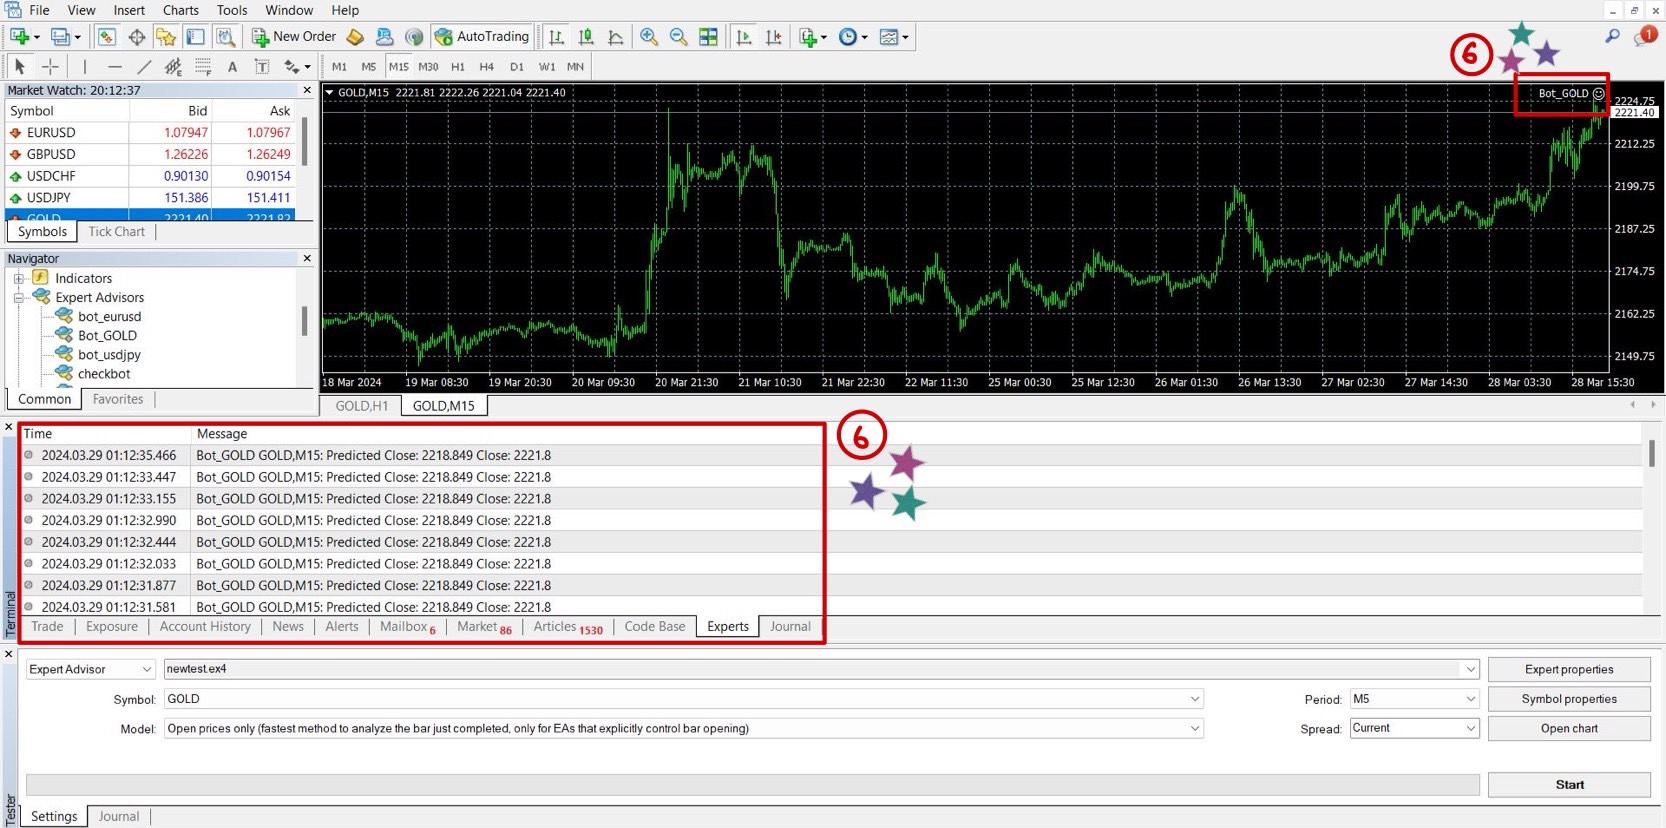 File View Insert Charts Tools Window Help
New Order AutoTrading
1
6
M1 M5 M15 M30 H1 H4 D1 W1 MN
Market Watch: 20:12:37
Symbol Bid Ask
EURUSD 1.07947 1.07967
GBPUSD 1.26226 1.26249
USDCHF 0.90130 0.90154
USDJPY 151.386 151.411
GOLD 2221.40 2221.82
Symbols Tick Chart
Navigator
Indicators
Expert Advisors
bot_eurusd
Bot_GOLD
bot_usdjpy
checkbot
Common Favorites
GOLD,M15 2221.81 2222.26 2221.04 2221.40
Bot_GOLD
2224.75
2221.40
2212.25
2199.75
2187.25
2174.75
2162.25
2149.75
18 Mar 2024 19 Mar 08:30 19 Mar 20:30 20 Mar 09:30 20 Mar 21:30 21 Mar 10:30 21 Mar 22:30 22 Mar 11:30 25 Mar 00:30 25 Mar 12:30 26 Mar 01:30 26 Mar 13:30 27 Mar 02:30 27 Mar 14:30 28 Mar 03:30 28 Mar 15:30
GOLD,H1 GOLD,M15
6
Time Message
2024.03.29 01:12:35.466 Bot_GOLD GOLD,M15: Predicted Close: 2218.849 Close: 2221.8
2024.03.29 01:12:33.447 Bot_GOLD GOLD,M15: Predicted Close: 2218.849 Close: 2221.8
2024.03.29 01:12:33.155 Bot_GOLD GOLD,M15: Predicted Close: 2218.849 Close: 2221.8
2024.03.29 01:12:32.990 Bot_GOLD GOLD,M15: Predicted Close: 2218.849 Close: 2221.8
2024.03.29 01:12:32.444 Bot_GOLD GOLD,M15: Predicted Close: 2218.849 Close: 2221.8
2024.03.29 01:12:32.033 Bot_GOLD GOLD,M15: Predicted Close: 2218.849 Close: 2221.8
2024.03.29 01:12:31.877 Bot_GOLD GOLD,M15: Predicted Close: 2218.849 Close: 2221.8
2024.03.29 01:12:31.581 Bot_GOLD GOLD,M15: Predicted Close: 2218.849 Close: 2221.8
Terminal
Trade Exposure Account History News Alerts Mailbox 6 Market 86 Articles 1530 Code Base Experts Journal
Expert Advisor newtest.ex4 Expert properties
Symbol: GOLD Period: M5 Symbol properties
Model: Open prices only (fastest method to analyze the bar just completed, only for EAs that explicitly control bar opening) Spread: Current Open chart
Start
Tester
Settings Journal